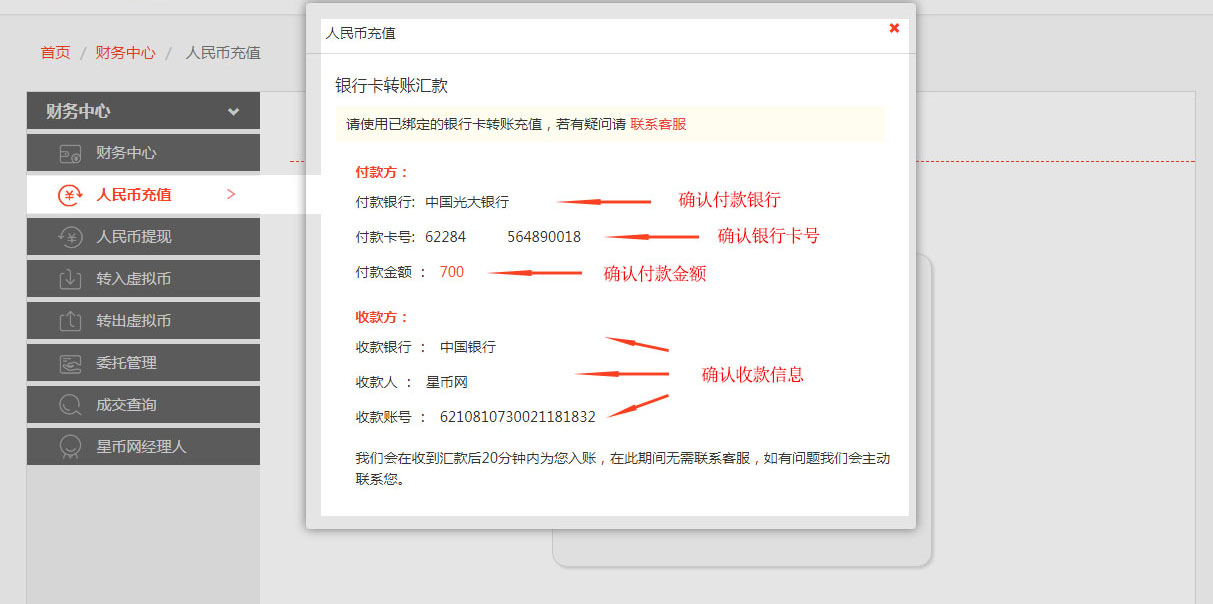 首页 / 财务中心 / 人民币充值
财务中心
财务中心
人民币充值
人民币提现
转入虚拟币
转出虚拟币
委托管理
成交查询
星币网经理人
人民币充值
银行卡转账汇款
请使用已绑定的银行卡转账充值，若有疑问请 联系客服
付款方：
付款银行: 中国光大银行 确认付款银行
付款卡号: 62284 564890018 确认银行卡号
付款金额 ： 700 确认付款金额
收款方：
收款银行 ： 中国银行
收款人 ： 星币网 确认收款信息
收款账号 ： 6210810730021181832
我们会在收到汇款后20分钟内为您入账，在此期间无需联系客服，如有问题我们会主动
联系您。